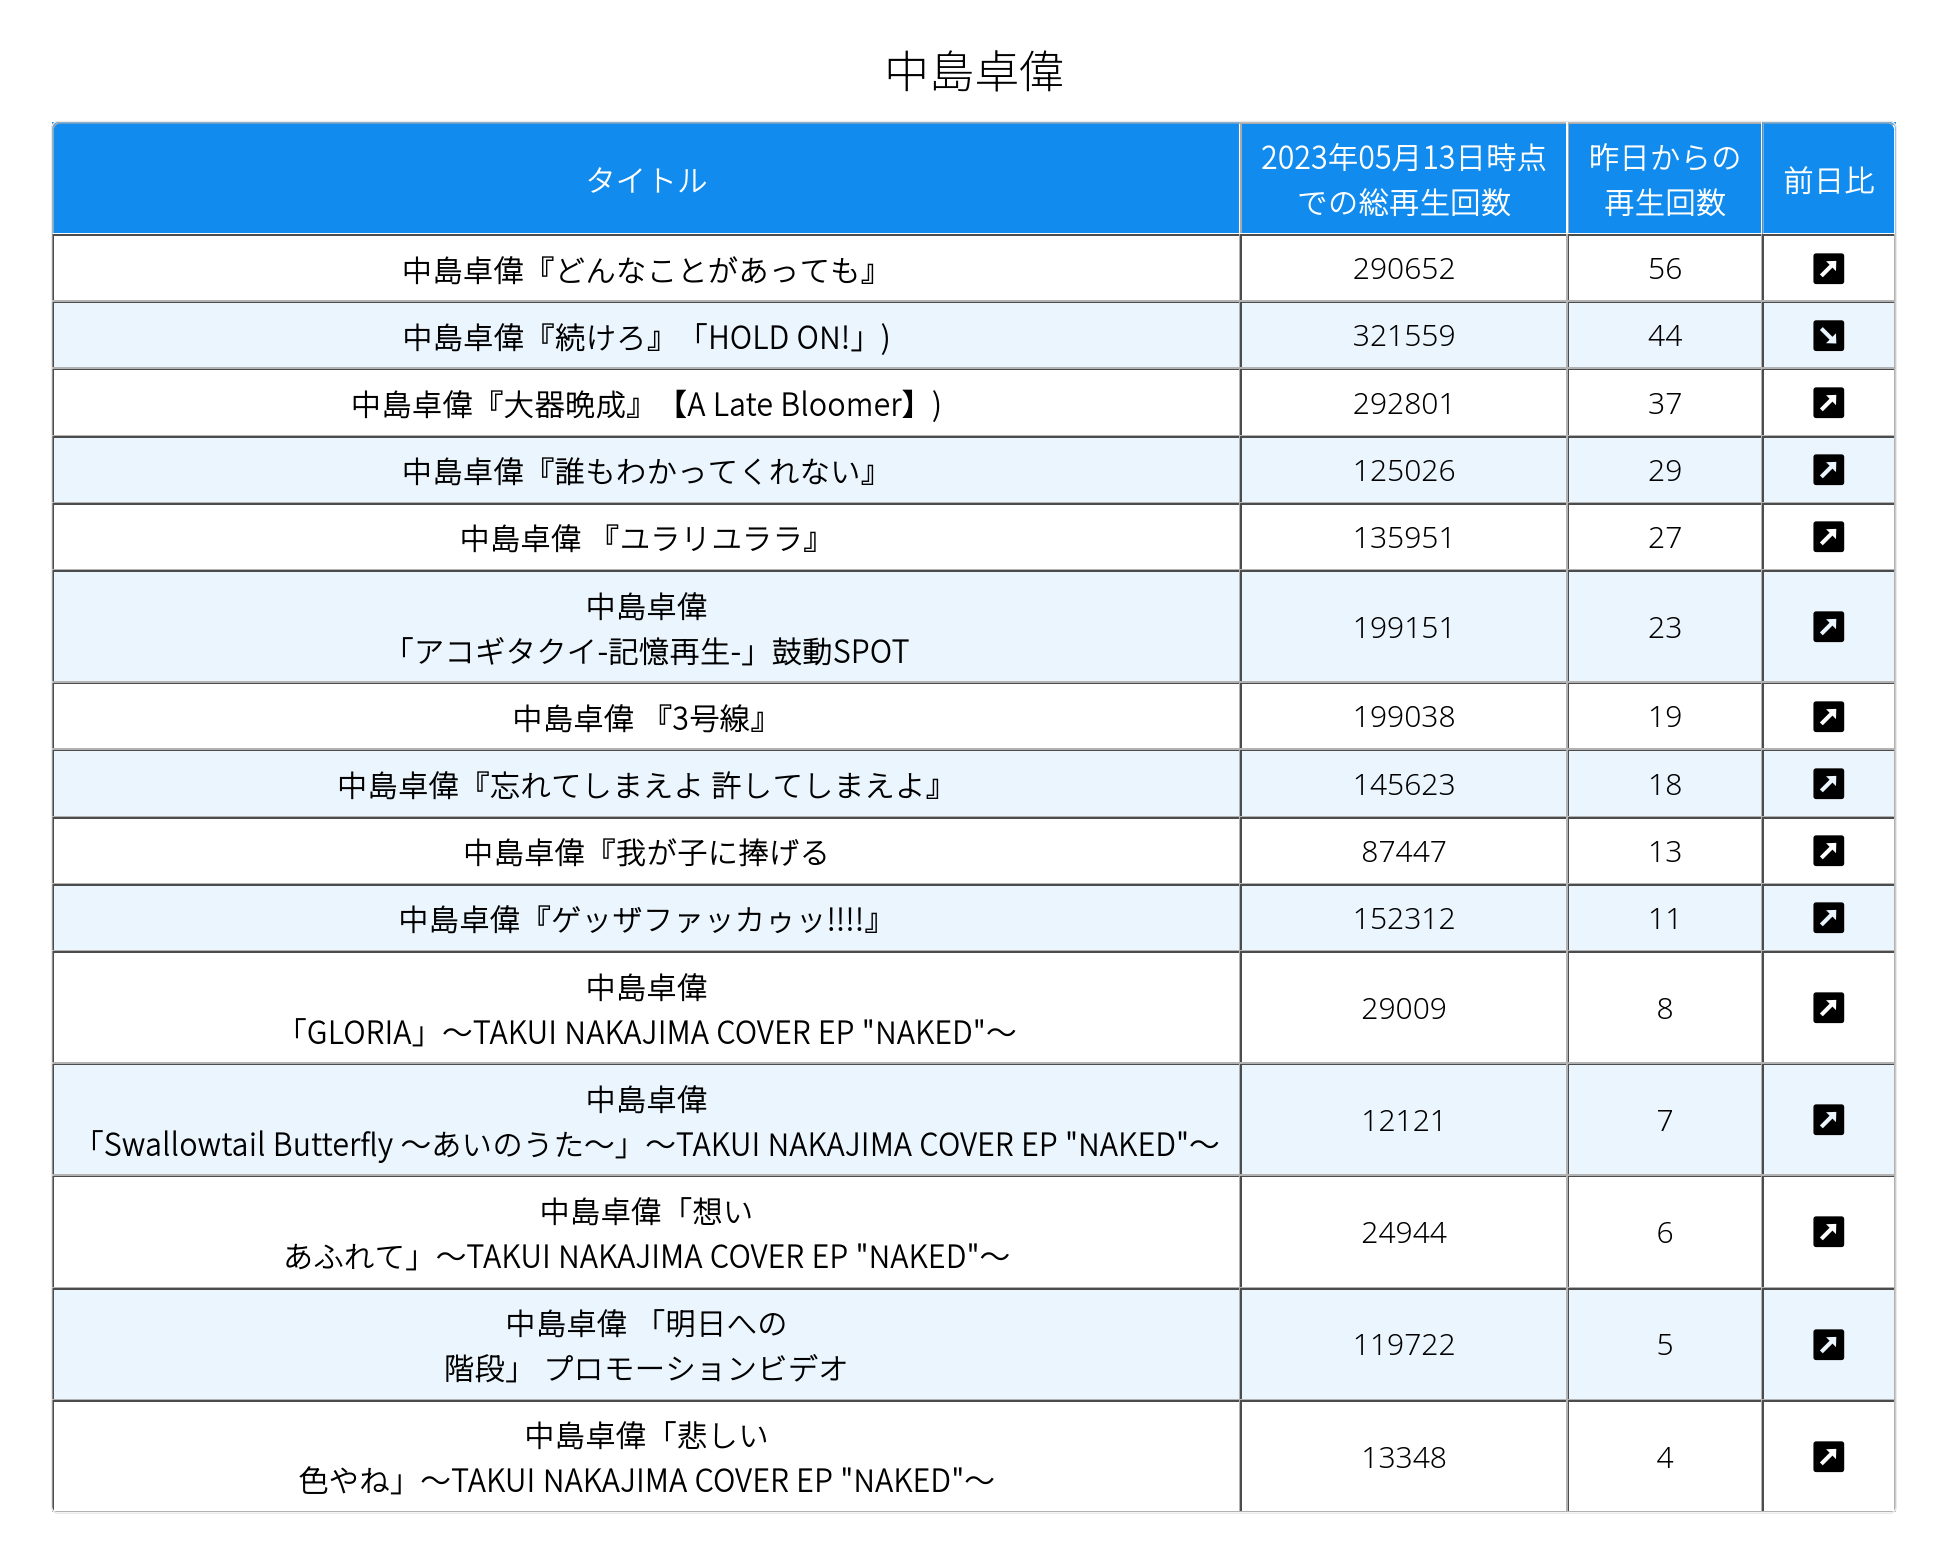 中島卓偉
タイトル
2023年05月13日時点
での総再生回数
昨日からの
再生回数
前日比
中島卓偉『どんなことがあっても』
290652
56
中島卓偉『続けろ』「HOLD ON!」)
321559
44
中島卓偉『大器晩成』【A Late Bloomer】)
292801
37
中島卓偉『誰もわかってくれない』
125026
29
中島卓偉 『ユラリユララ』
135951
27
中島卓偉
「アコギタクイ-記憶再生-」鼓動SPOT
199151
23
中島卓偉 『3号線』
199038
19
中島卓偉『忘れてしまえよ 許してしまえよ』
145623
18
中島卓偉『我が子に捧げる
87447
13
中島卓偉『ゲッザファッカゥッ!!!!』
152312
11
中島卓偉
「GLORIA」～TAKUI NAKAJIMA COVER EP "NAKED"～
29009
8
中島卓偉
「Swallowtail Butterfly ～あいのうた～」～TAKUI NAKAJIMA COVER EP "NAKED"～
12121
7
中島卓偉「想い
あふれて」～TAKUI NAKAJIMA COVER EP "NAKED"～
24944
6
中島卓偉 「明日への
階段」 プロモーションビデオ
119722
5
中島卓偉「悲しい
色やね」～TAKUI NAKAJIMA COVER EP "NAKED"～
13348
4